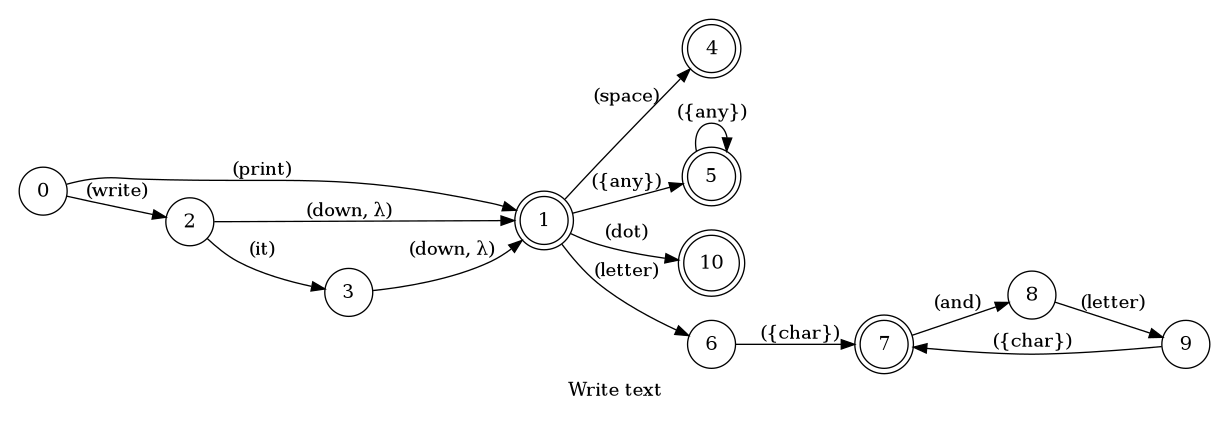 4
(space)
({any})
(print)
({any})
5
0
(write)
(down, λ)
1
(dot)
2
(it)
(down, λ)
(letter)
10
3
8
(and)
(letter)
6
({char})
7
({char})
9
Write text